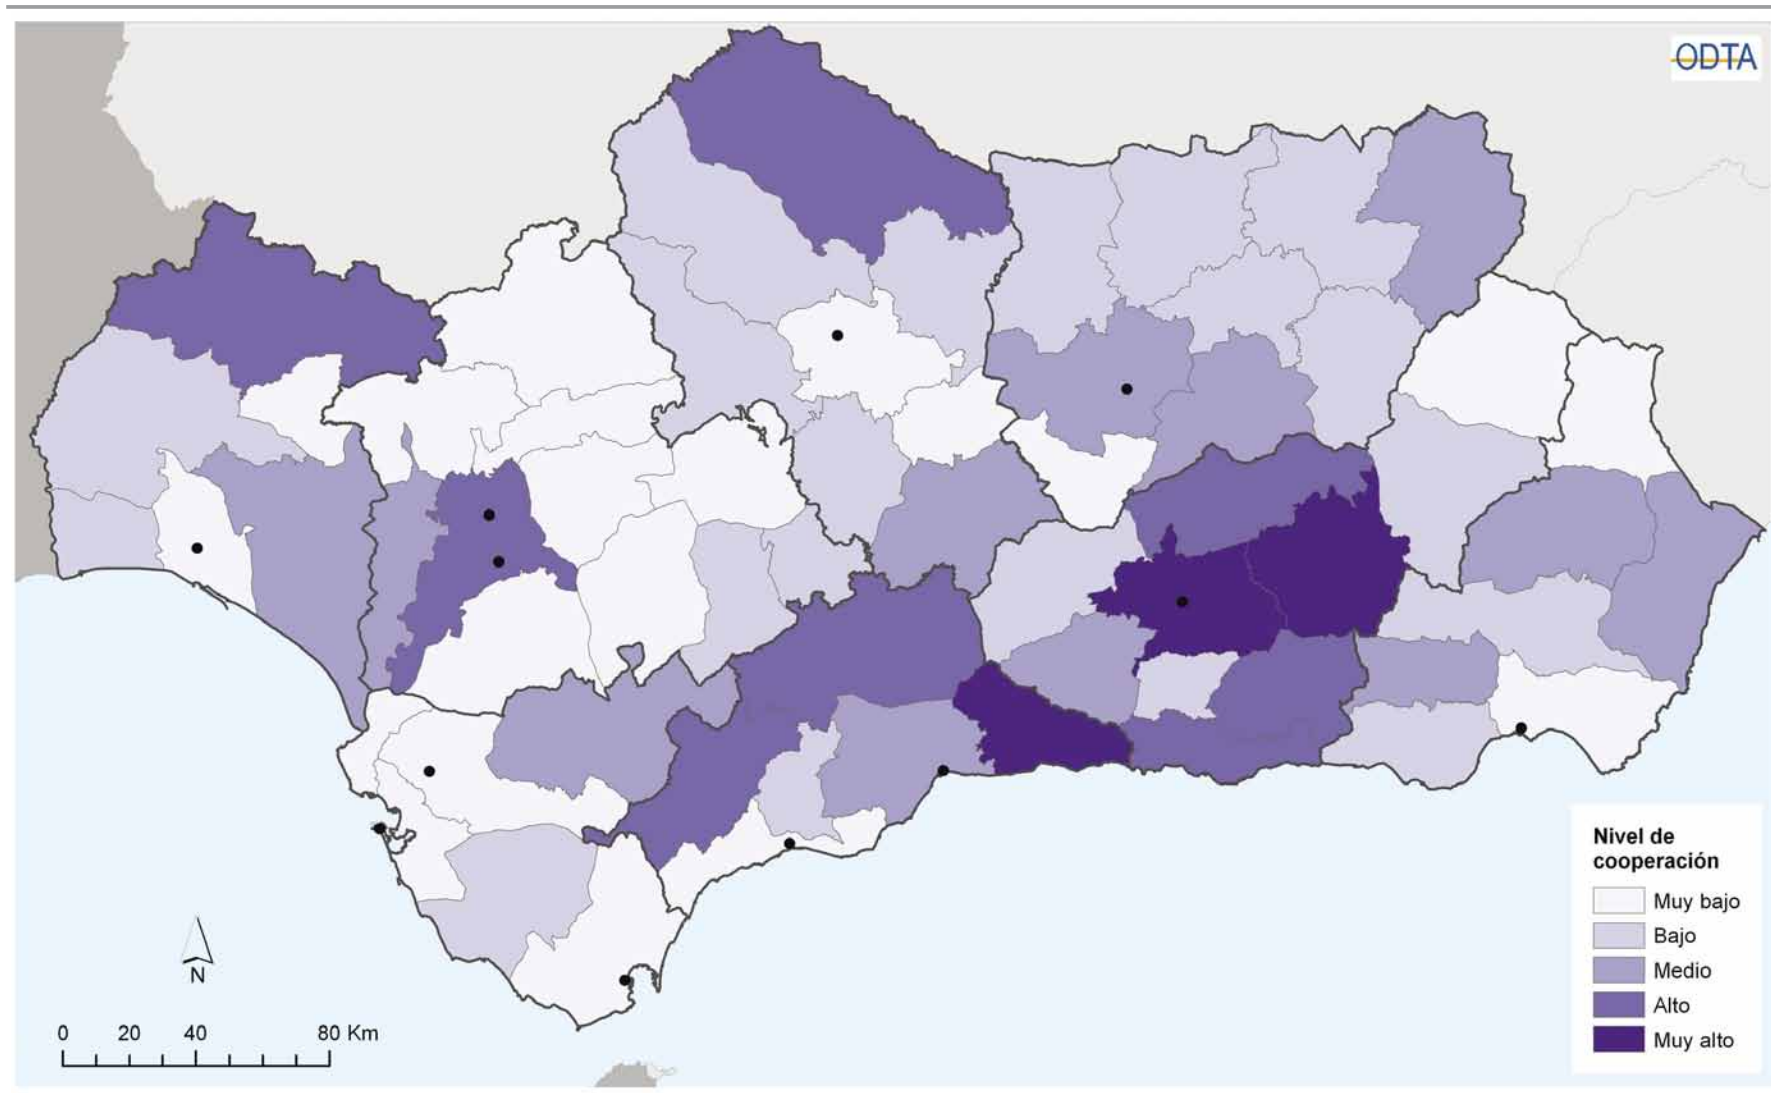 ODTA
Nivel de
cooperación
Muy bajo
Bajo
Medio
Alto
Muy alto
N
0 20 40 80 Km